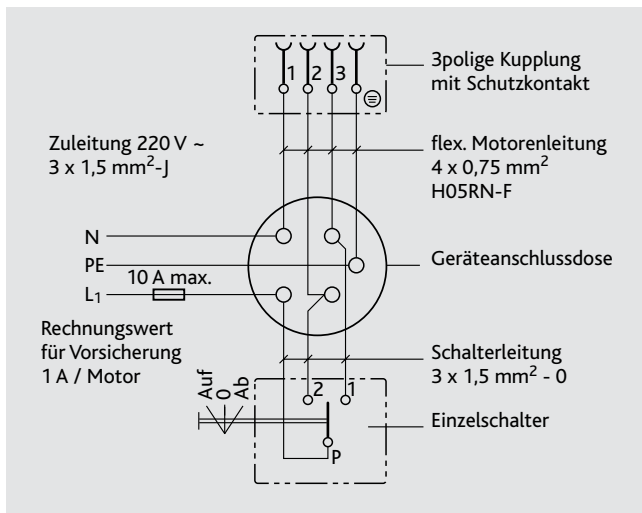 1 2 3
3polige Kupplung
mit Schutzkontakt
Zuleitung 220 V ~
3 x 1,5 mm²-J
flex. Motorenleitung
4 x 0,75 mm²
H05RN-F
N
PE
10 A max.
L1
Geräteanschlussdose
Rechnungswert
für Vorsicherung
1 A / Motor
Schalterleitung
3 x 1,5 mm² - 0
Auf
0
Ab
2 1
Einzelschalter
P